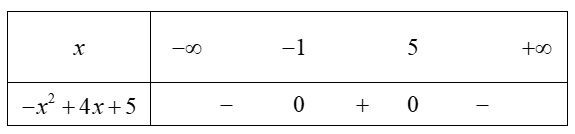 x −∞ −1 5 +∞
−x² + 4x + 5 − 0 + 0 −